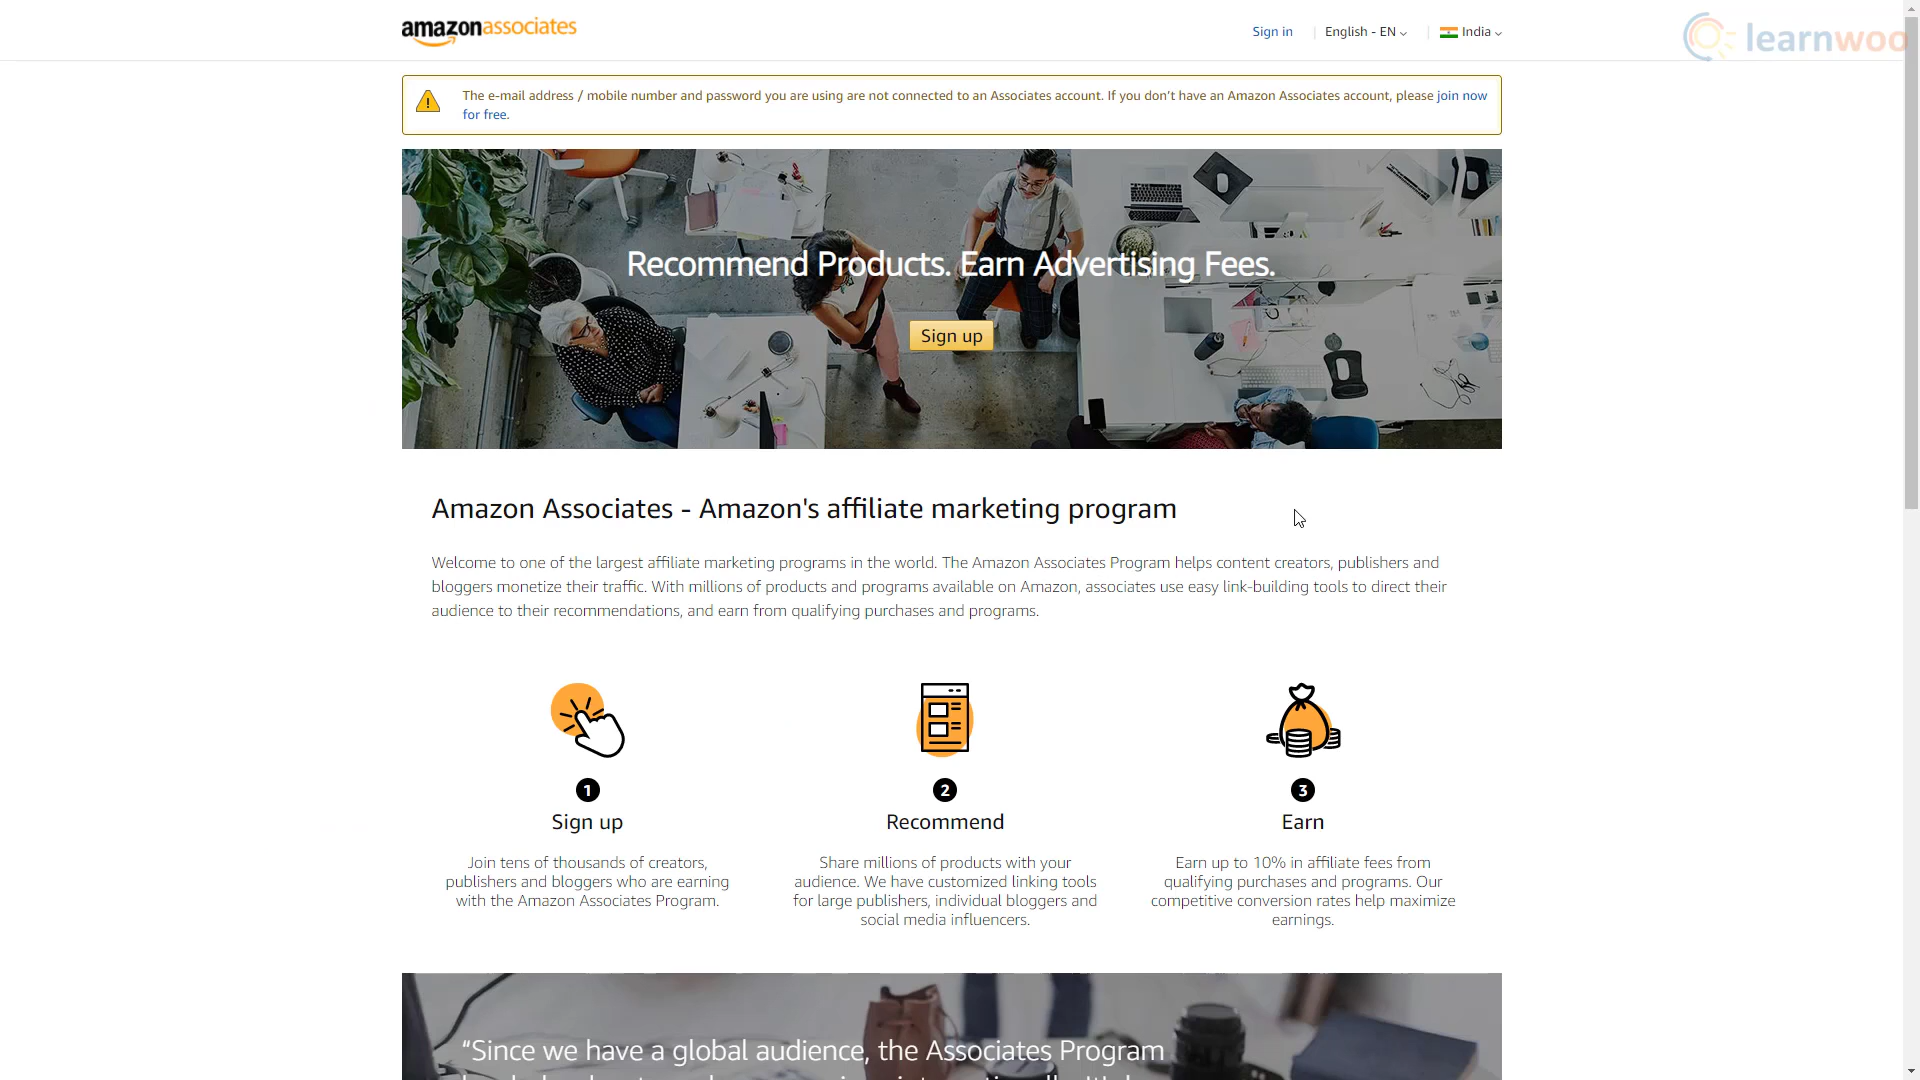 amazonassociates
Sign in
English - EN
India
learnwoo
The e-mail address / mobile number and password you are using are not connected to an Associates account. If you don’t have an Amazon Associates account, please join now
for free.
Recommend Products. Earn Advertising Fees.
Sign up
Amazon Associates - Amazon's affiliate marketing program
Welcome to one of the largest affiliate marketing programs in the world. The Amazon Associates Program helps content creators, publishers and
bloggers monetize their traffic. With millions of products and programs available on Amazon, associates use easy link-building tools to direct their
audience to their recommendations, and earn from qualifying purchases and programs.
1
Sign up
Join tens of thousands of creators,
publishers and bloggers who are earning
with the Amazon Associates Program.
2
Recommend
Share millions of products with your
audience. We have customized linking tools
for large publishers, individual bloggers and
social media influencers.
3
Earn
Earn up to 10% in affiliate fees from
qualifying purchases and programs. Our
competitive conversion rates help maximize
earnings.
“Since we have a global audience, the Associates Program